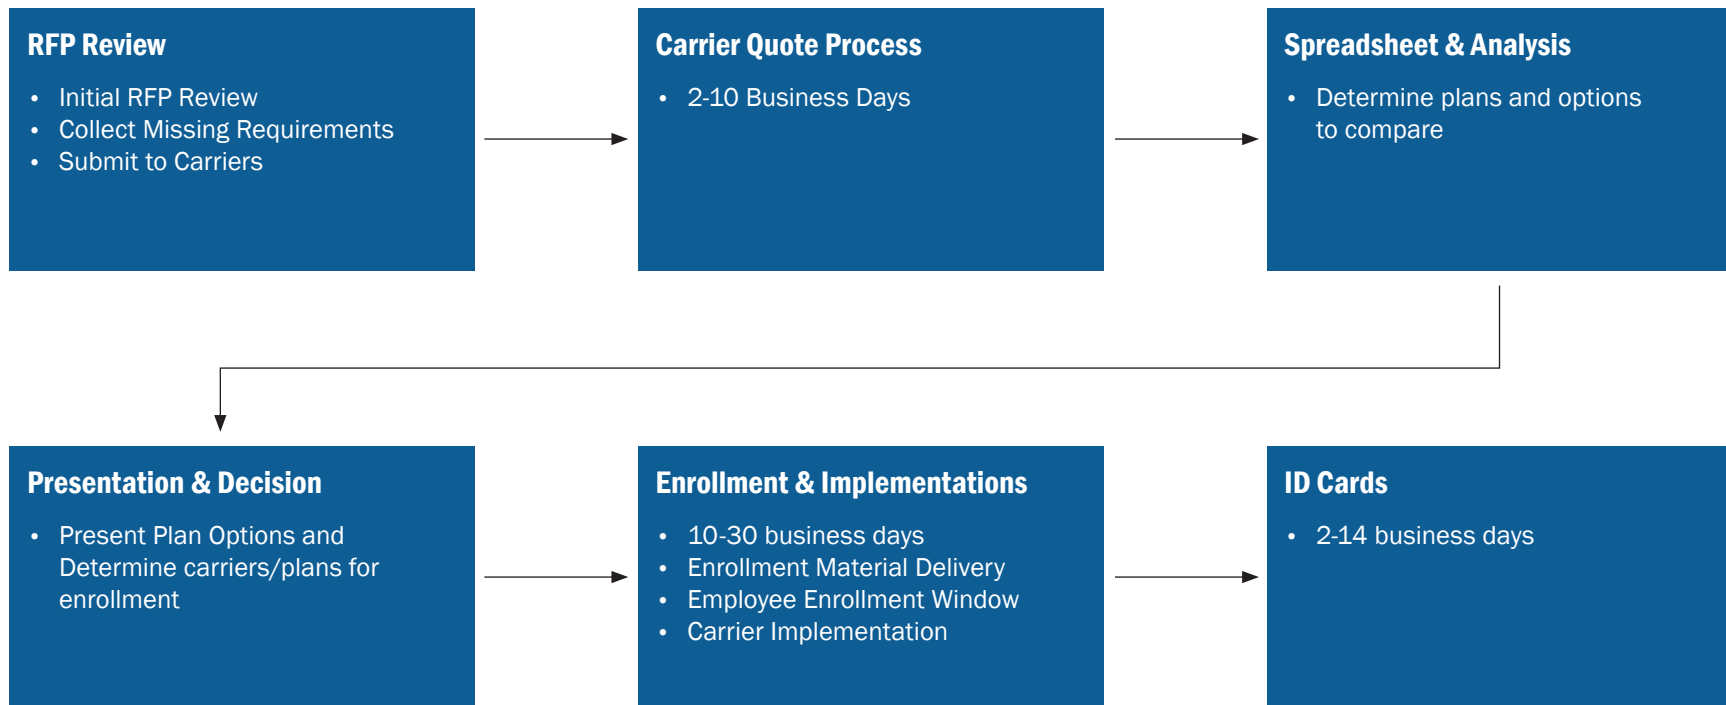 RFP Review
• Initial RFP Review
• Collect Missing Requirements
• Submit to Carriers
Carrier Quote Process
• 2-10 Business Days
Spreadsheet & Analysis
• Determine plans and options
to compare
Presentation & Decision
• Present Plan Options and
Determine carriers/plans for
enrollment
Enrollment & Implementations
• 10-30 business days
• Enrollment Material Delivery
• Employee Enrollment Window
• Carrier Implementation
ID Cards
• 2-14 business days